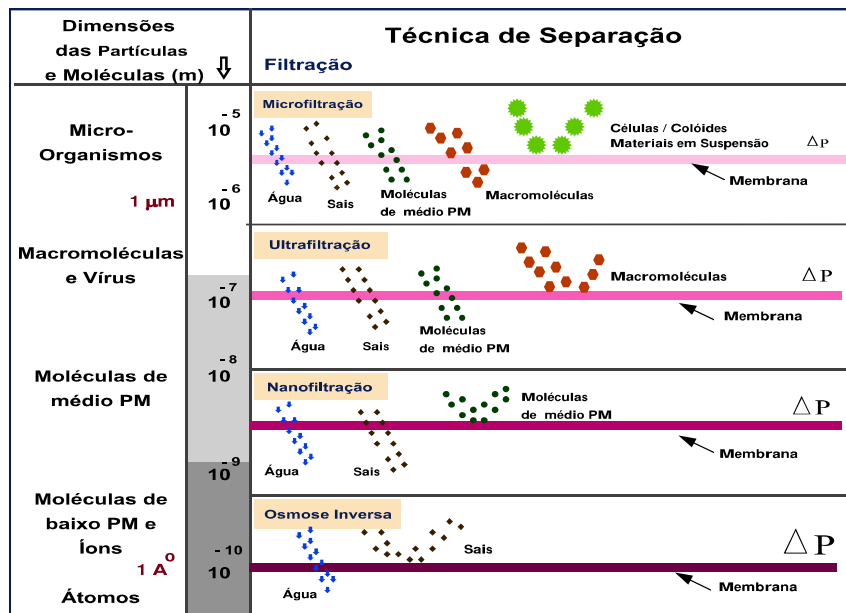 Dimensões
das Partículas
e Moléculas (m)
⇩
Técnica de Separação
Filtração
Micro-
Organismos
1 µm
Macromoléculas
e Vírus
Moléculas de
médio PM
Moléculas de
baixo PM e
Íons
1 A°
Átomos
10 -5
10 -6
10 -7
10 -8
10 -9
10 -10
Microfiltração
Água
Sais
Moléculas
de médio PM
Macromoléculas
Células / Colóides
Materiais em Suspensão
ΔP
Membrana
Ultrafiltração
Água
Sais
Moléculas
de médio PM
Macromoléculas
ΔP
Membrana
Nanofiltração
Água
Sais
Moléculas
de médio PM
ΔP
Membrana
Osmose Inversa
Água
Sais
ΔP
Membrana